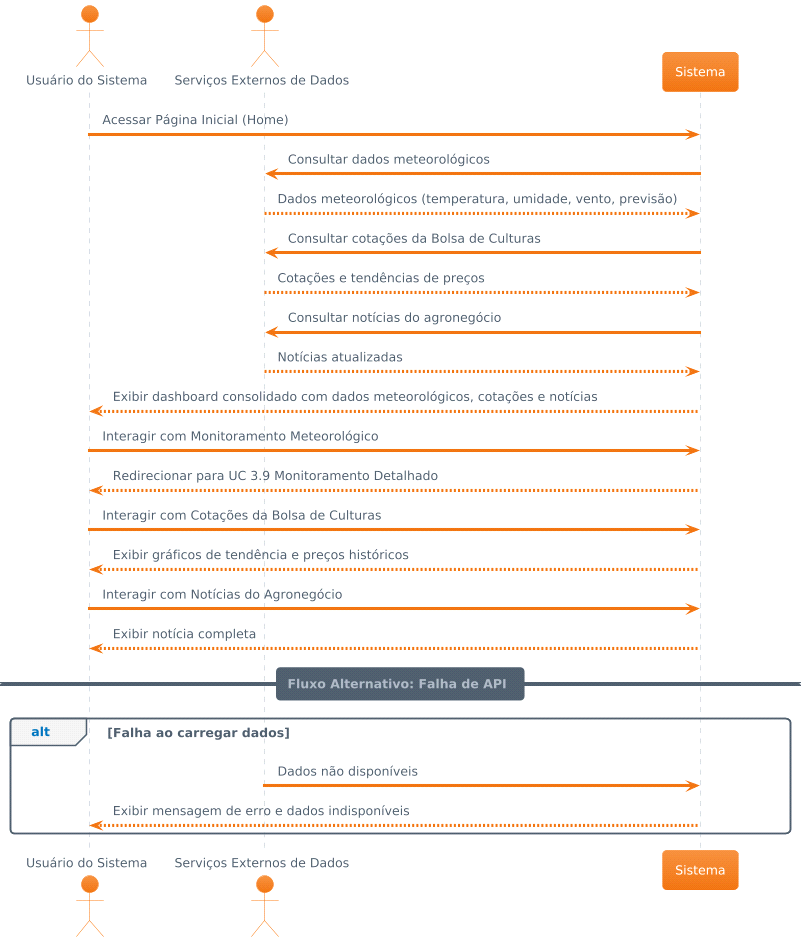 Usuário do Sistema
Serviços Externos de Dados
Sistema
Acessar Página Inicial (Home)
Consultar dados meteorológicos
Dados meteorológicos (temperatura, umidade, vento, previsão)
Consultar cotações da Bolsa de Culturas
Cotações e tendências de preços
Consultar notícias do agronegócio
Notícias atualizadas
Exibir dashboard consolidado com dados meteorológicos, cotações e notícias
Interagir com Monitoramento Meteorológico
Redirecionar para UC 3.9 Monitoramento Detalhado
Interagir com Cotações da Bolsa de Culturas
Exibir gráficos de tendência e preços históricos
Interagir com Notícias do Agronegócio
Exibir notícia completa
Fluxo Alternativo: Falha de API
alt
[Falha ao carregar dados]
Dados não disponíveis
Exibir mensagem de erro e dados indisponíveis
Usuário do Sistema
Serviços Externos de Dados
Sistema